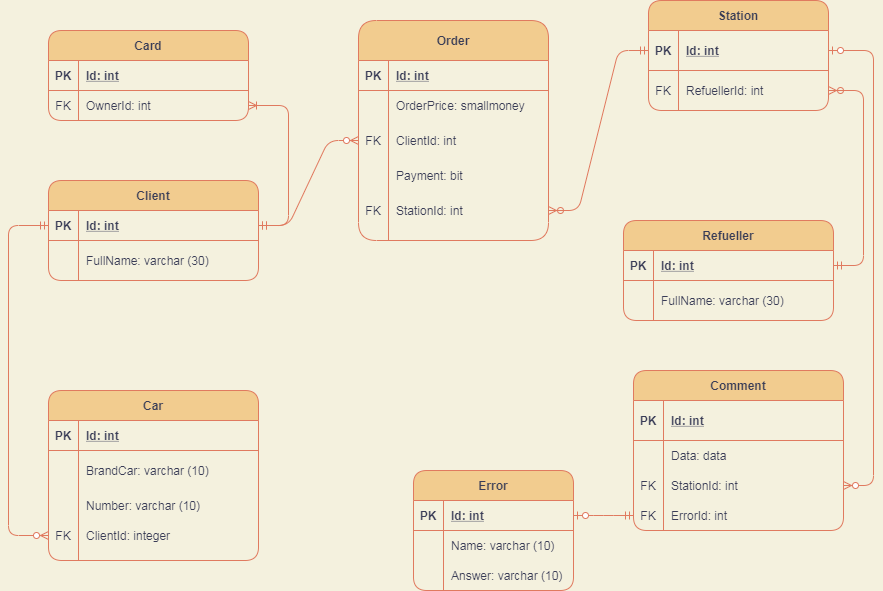 Card
PK Id: int
FK OwnerId: int
Client
PK Id: int
FullName: varchar (30)
Car
PK Id: int
BrandCar: varchar (10)
Number: varchar (10)
FK ClientId: integer
Order
PK Id: int
OrderPrice: smallmoney
FK ClientId: int
Payment: bit
FK StationId: int
Station
PK Id: int
FK RefuellerId: int
Refueller
PK Id: int
FullName: varchar (30)
Comment
PK Id: int
Data: data
FK StationId: int
FK ErrorId: int
Error
PK Id: int
Name: varchar (10)
Answer: varchar (10)